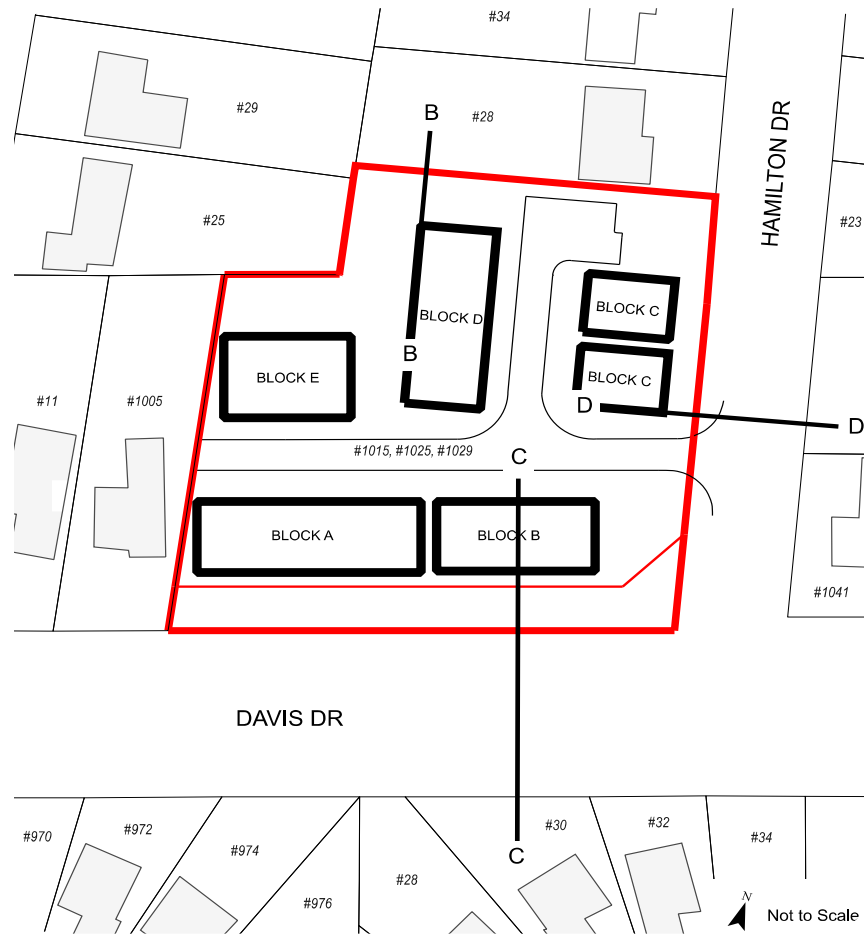 #34
#29
B
#28
HAMILTON DR
#25
#23
BLOCK D
BLOCK C
B
BLOCK E
BLOCK C
#11
#1005
D
D
#1015, #1025, #1029
C
BLOCK A
BLOCK B
#1041
DAVIS DR
#970
#972
#974
#976
#28
#30
C
#32
#34
N
Not to Scale